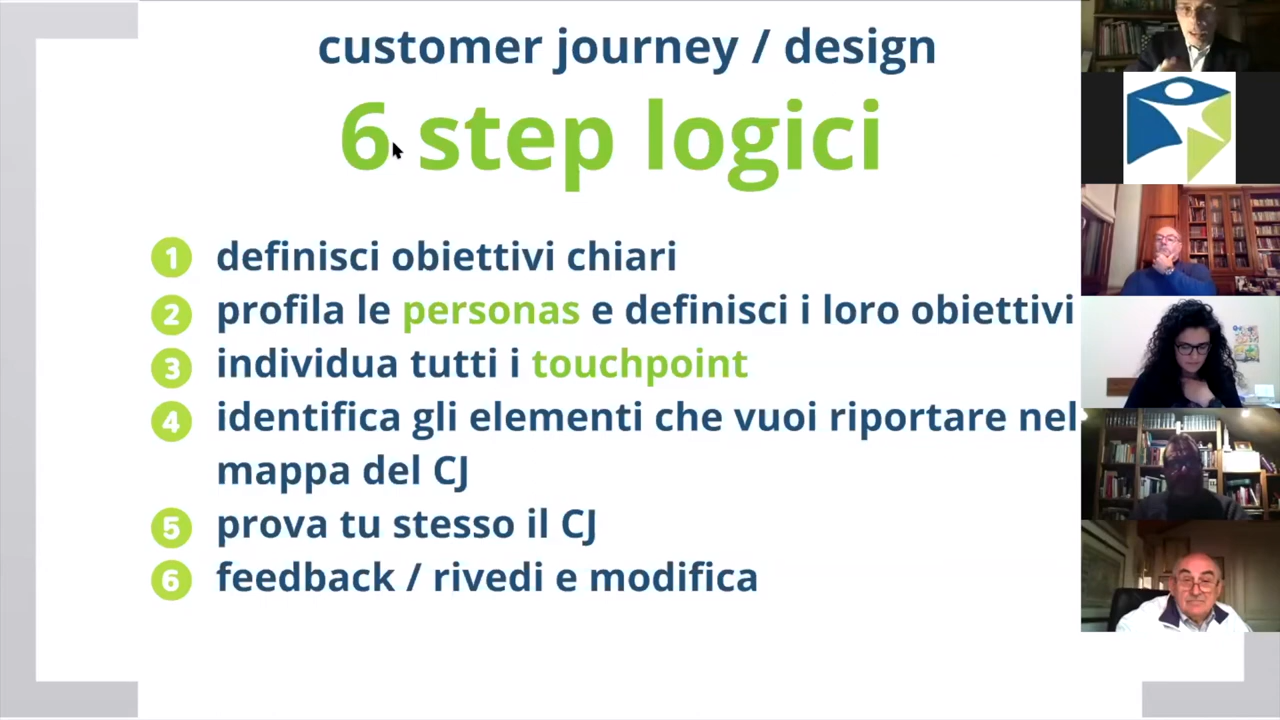 customer journey / design
6 step logici
1 definisci obiettivi chiari
2 profila le personas e definisci i loro obiettivi
3 individua tutti i touchpoint
4 identifica gli elementi che vuoi riportare nel
mappa del CJ
5 prova tu stesso il CJ
6 feedback / rivedi e modifica